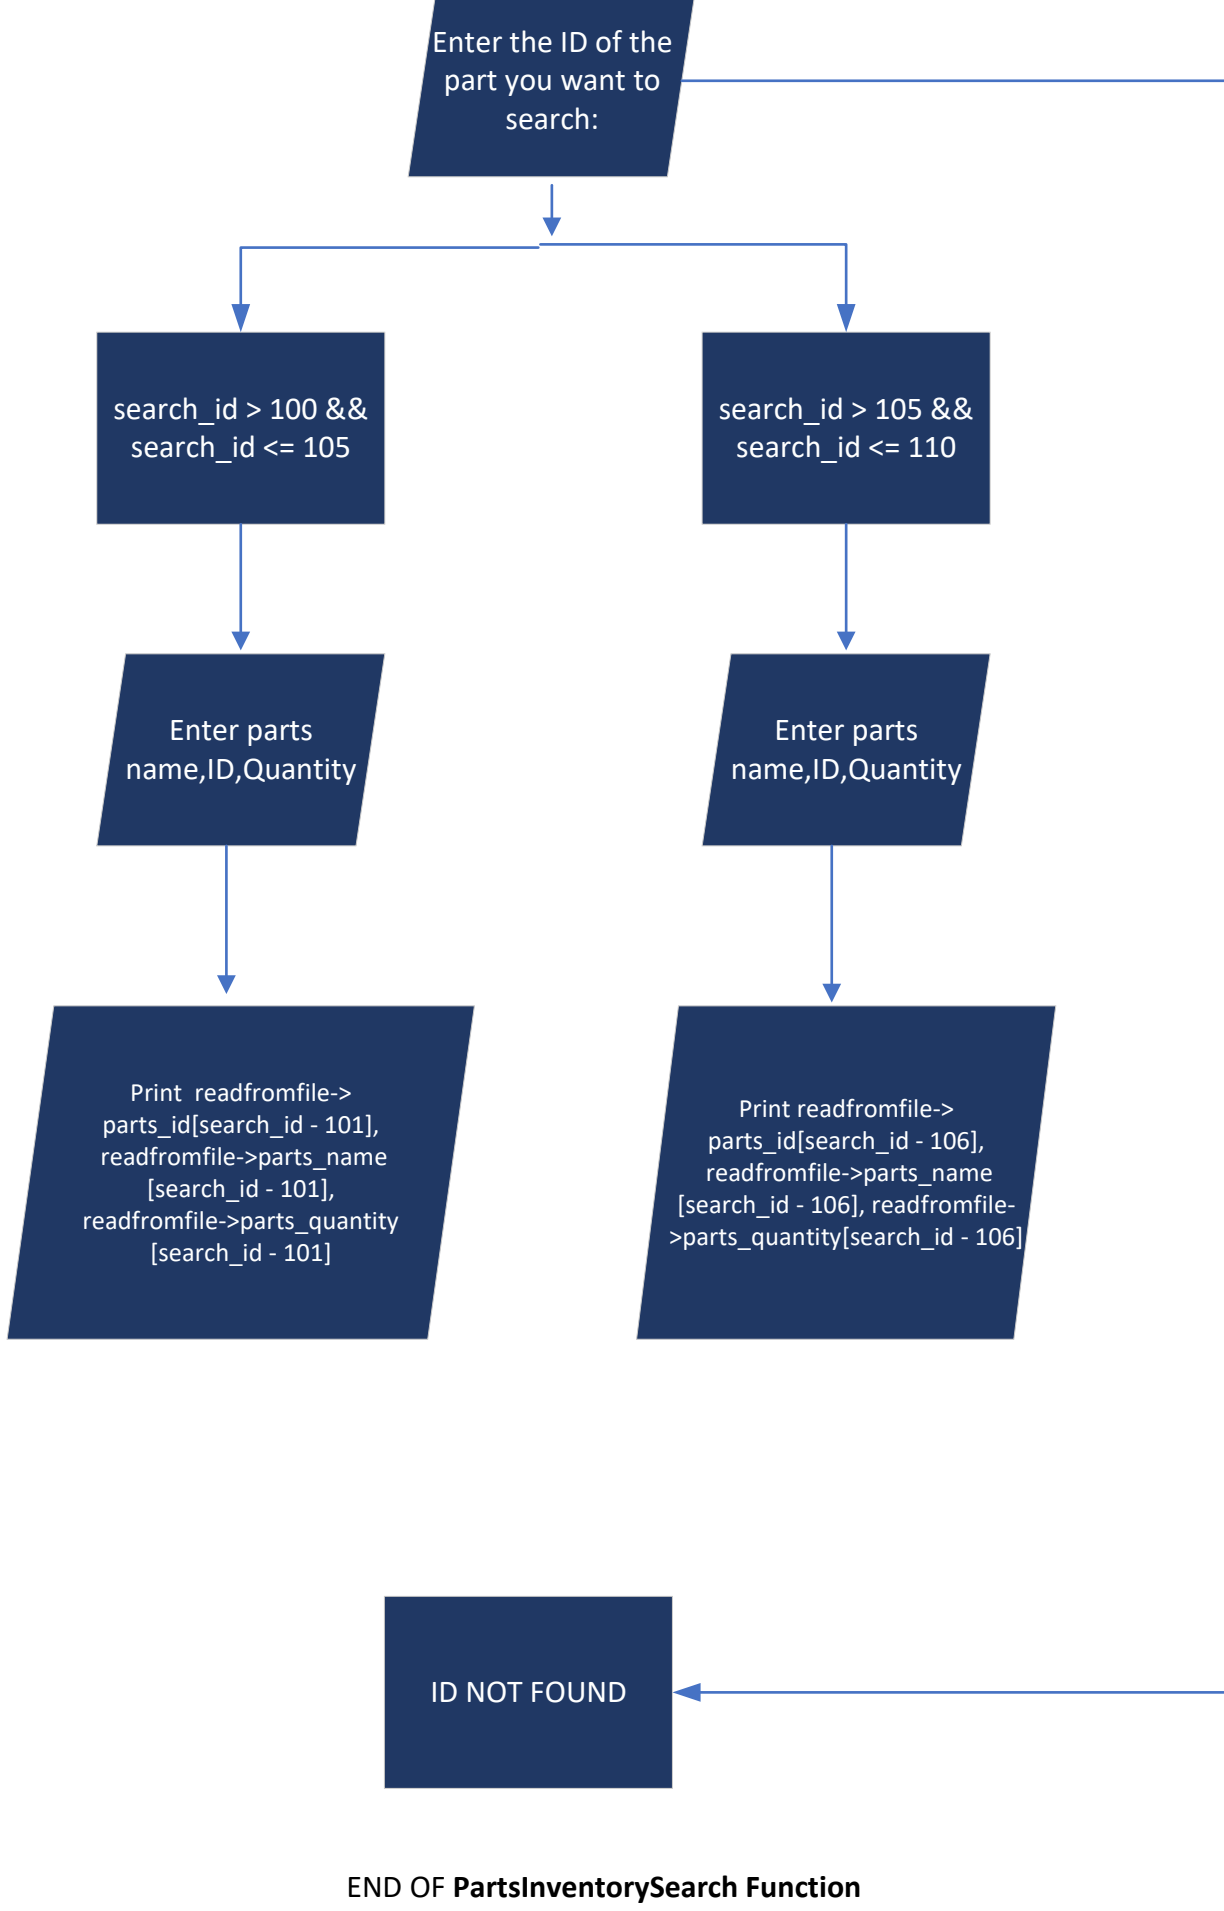 Enter the ID of the
part you want to
search:
search_id > 100 &&
search_id <= 105
search_id > 105 &&
search_id <= 110
Enter parts
name,ID,Quantity
Enter parts
name,ID,Quantity
Print  readfromfile->
parts_id[search_id - 101],
readfromfile->parts_name
[search_id - 101],
readfromfile->parts_quantity
[search_id - 101]
Print readfromfile->
parts_id[search_id - 106],
readfromfile->parts_name
[search_id - 106], readfromfile-
>parts_quantity[search_id - 106]
ID NOT FOUND
END OF PartsInventorySearch Function